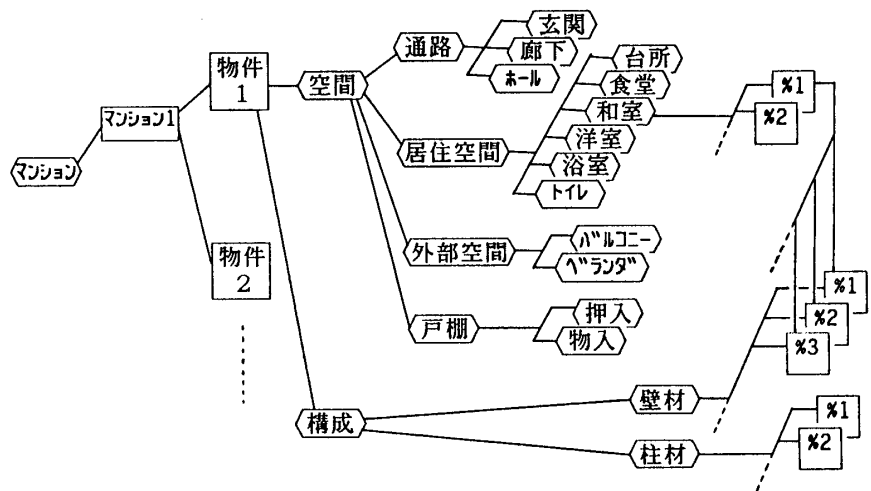 マンション
マンション1
物件
1
物件
2
空間
構成
通路
玄関
廊下
ホール
居住空間
台所
食堂
和室
洋室
浴室
トイレ
外部空間
バルコニー
ベランダ
戸棚
押入
物入
壁材
柱材
%1
%2
%1
%2
%3
%1
%2